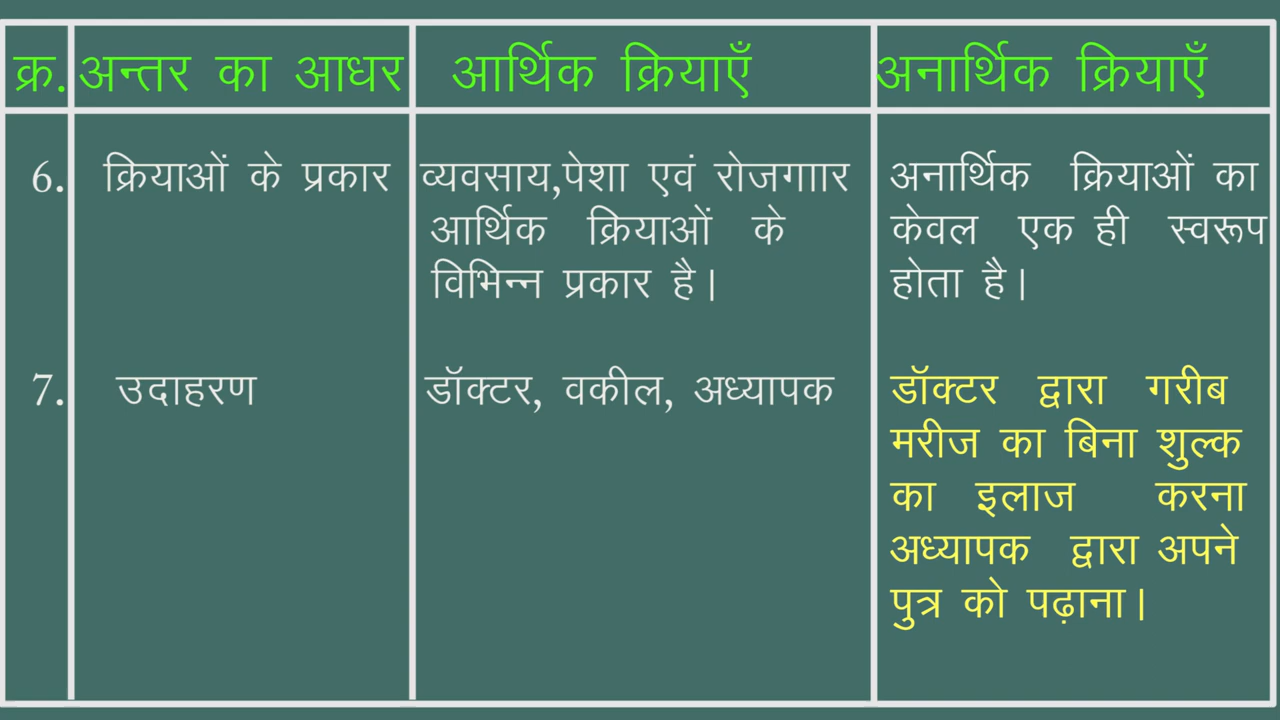 क्र. अन्तर का आधर आर्थिक क्रियाएँ अनार्थिक क्रियाएँ
6. क्रियाओं के प्रकार व्यवसाय,पेशा एवं रोजगाार अनार्थिक क्रियाओं का
आर्थिक क्रियाओं के केवल एक ही स्वरूप
विभिन्न प्रकार है। होता है।
7. उदाहरण डॉक्टर, वकील, अध्यापक डॉक्टर द्वारा गरीब
मरीज का बिना शुल्क
का इलाज करना
अध्यापक द्वारा अपने
पुत्र को पढ़ाना।